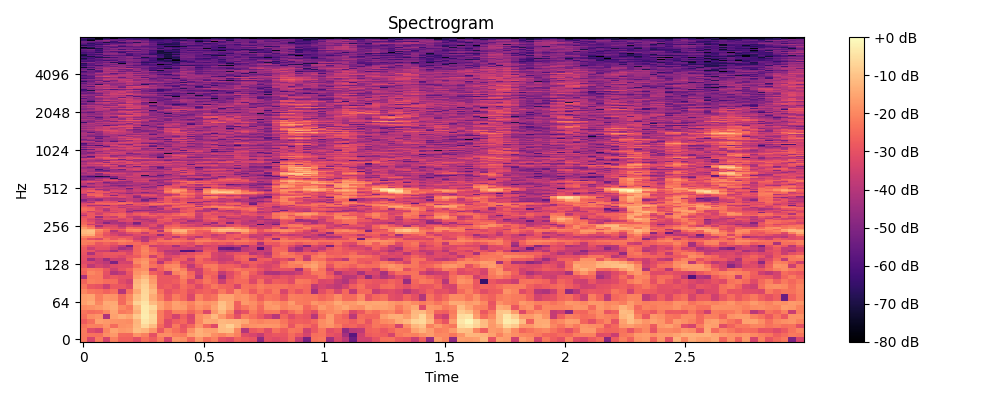 Spectrogram
Hz
4096
2048
1024
512
256
128
64
0
0
0.5
1
1.5
2
2.5
Time
+0 dB
-10 dB
-20 dB
-30 dB
-40 dB
-50 dB
-60 dB
-70 dB
-80 dB